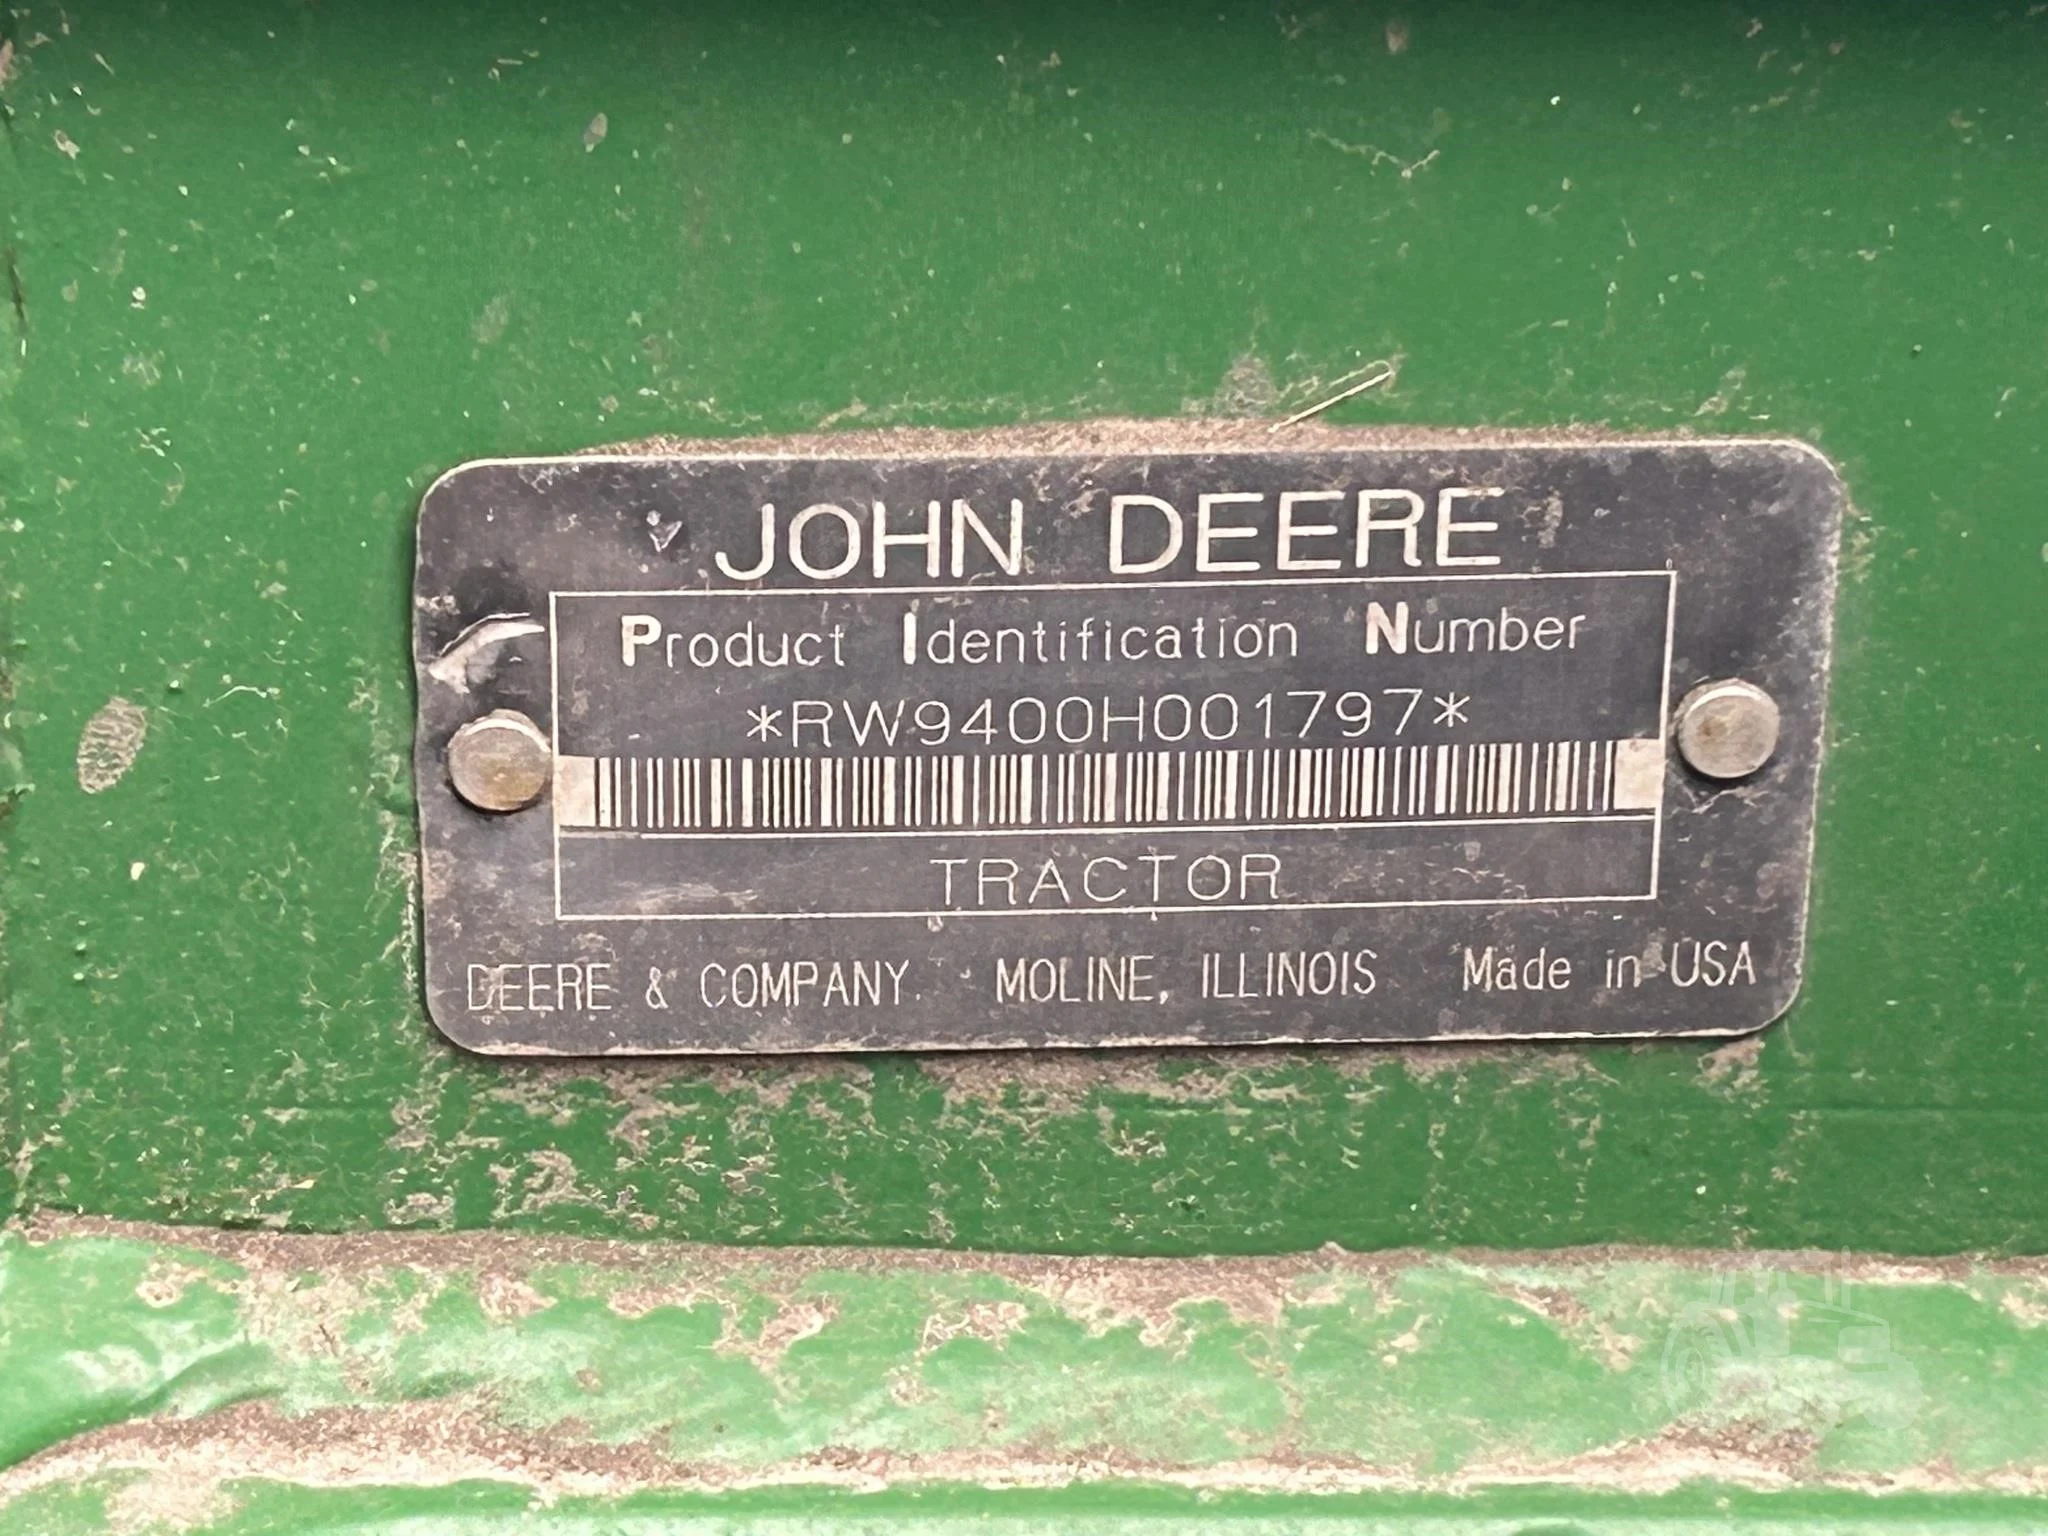 JOHN DEERE
Product Identification Number
*RW9400H001797*
TRACTOR
DEERE & COMPANY. MOLINE, ILLINOIS Made in USA